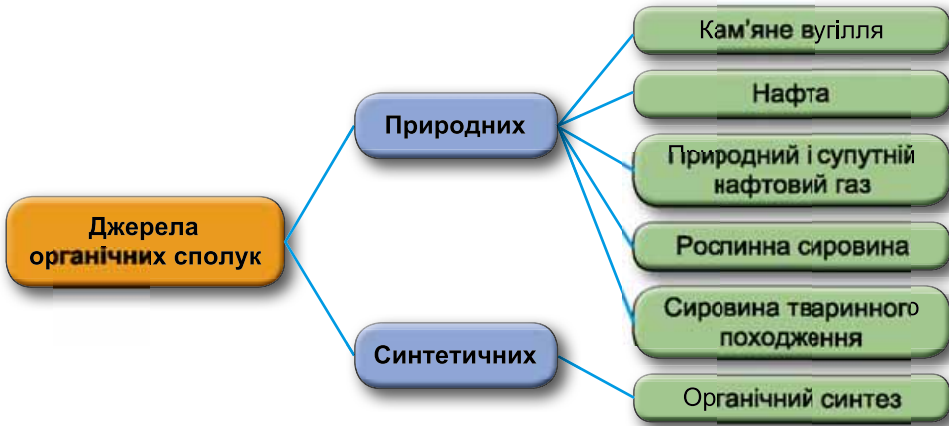 Кам'яне вугілля
Нафта
Природних
Природний і супутній
нафтовий газ
Джерела
органічних сполук
Рослинна сировина
Сировина тваринного
походження
Синтетичних
Органічний синтез